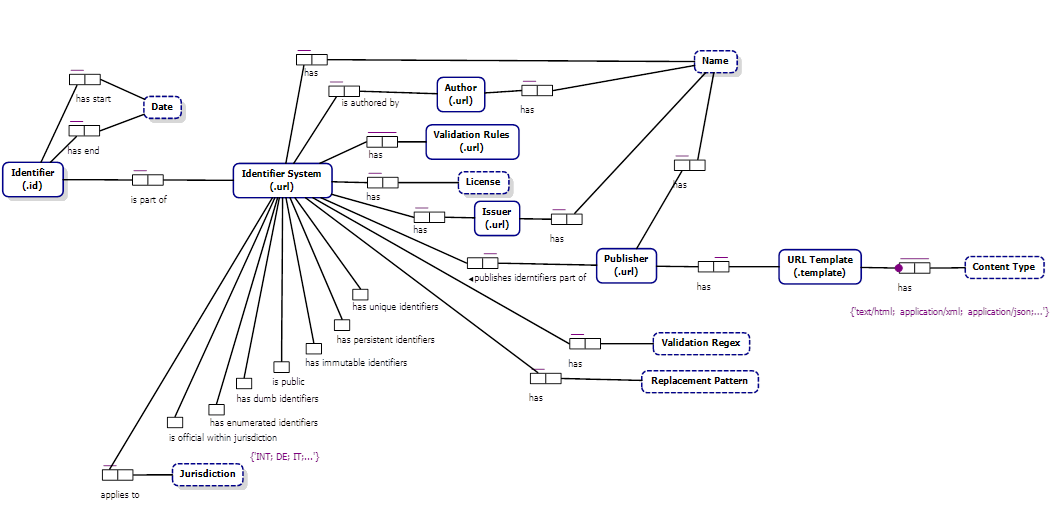 has
Name
has start
Date
is authored by
Author
(.url)
has
has end
has
Validation Rules
(.url)
Identifier
(.id)
is part of
Identifier System
(.url)
has
License
has
has
Issuer
(.url)
has
◂publishes identifiers part of
Publisher
(.url)
has
URL Template
(.template)
has
Content Type
{'text/html; application/xml; application/json;...'}
has unique identifiers
has persistent identifiers
has immutable identifiers
is public
has dumb identifiers
has enumerated identifiers
is official within jurisdiction
has
Validation Regex
has
Replacement Pattern
{'INT; DE; IT;...'}
applies to
Jurisdiction